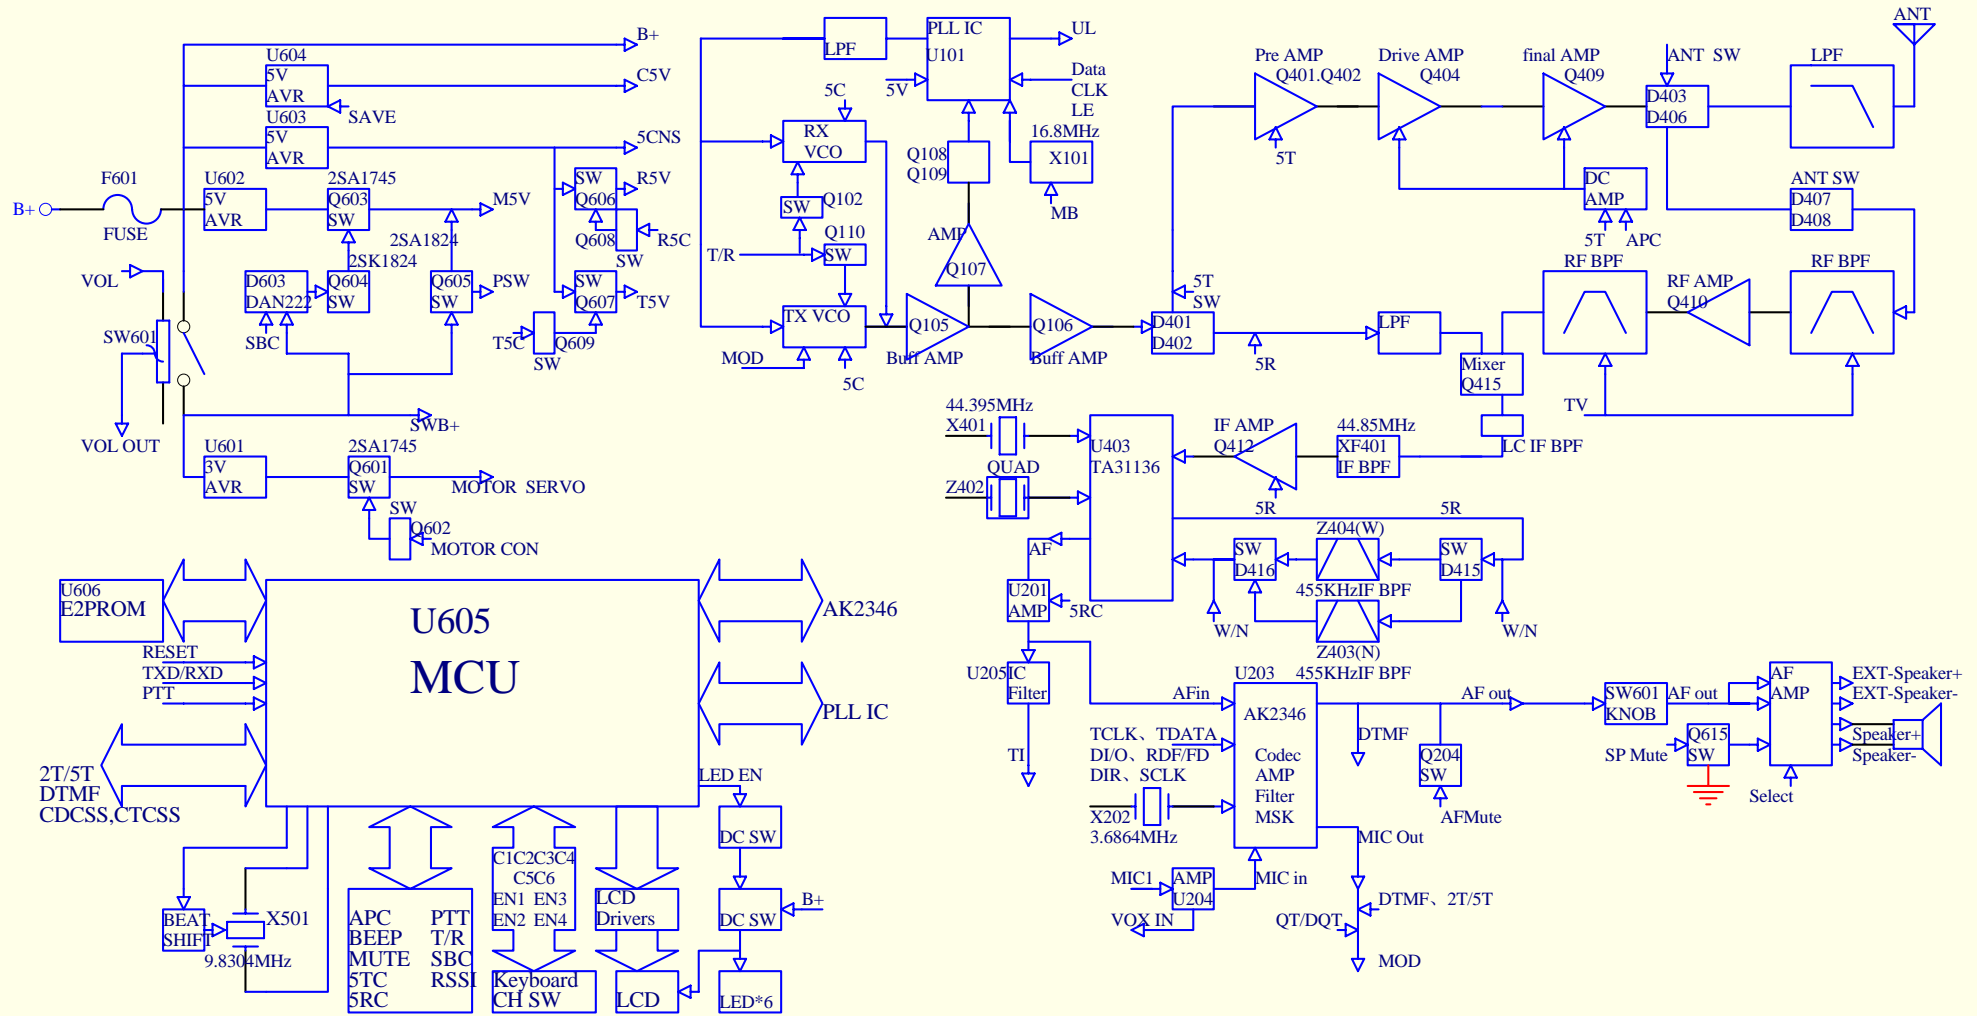 B+
U604
5V
AVR
C5V
SAVE
U603
5V
AVR
5CNS
F601
FUSE
B+
U602
5V
AVR
2SA1745
Q603
SW
M5V
2SA1824
2SK1824
D603
DAN222
Q604
SW
Q605
SW
PSW
SBC
VOL
SW601
VOL OUT
SWB+
U601
3V
AVR
2SA1745
Q601
SW
MOTOR SERVO
SW
Q602
MOTOR CON
SW
Q606
R5V
Q608
R5C
SW
SW
Q607
T5V
T5C
Q609
SW
LPF
PLL IC
U101
UL
5V
Data
CLK
LE
5C
RX
VCO
Q108
Q109
16.8MHz
X101
MB
SW
Q102
Q110
SW
T/R
AMP
Q107
TX VCO
MOD
5C
Q105
Buff AMP
Q106
Buff AMP
D401
D402
5T
SW
5R
Pre AMP
Q401.Q402
5T
Drive AMP
Q404
final AMP
Q409
ANT SW
D403
D406
LPF
ANT
DC
AMP
5T
APC
ANT SW
D407
D408
RF BPF
RF AMP
Q410
RF BPF
TV
LPF
Mixer
Q415
LC IF BPF
44.395MHz
X401
QUAD
Z402
U403
TA31136
IF AMP
Q412
44.85MHz
XF401
IF BPF
5R
5R
Z404(W)
SW
D416
SW
D415
455KHzIF BPF
W/N
W/N
Z403(N)
455KHzIF BPF
AF
U201
AMP
5RC
U205
IC
Filter
TI
U203
AFin
AK2346
Codec
AMP
Filter
MSK
TCLK、TDATA
DI/O、RDF/FD
DIR、SCLK
X202
3.6864MHz
MIC1
AMP
U204
VOX IN
MIC in
AF out
DTMF
Q204
SW
AFMute
MIC Out
DTMF、2T/5T
QT/DQT
MOD
SW601
KNOB
AF out
SP Mute
Q615
SW
AF
AMP
Select
EXT-Speaker+
EXT-Speaker-
Speaker+
Speaker-
U606
E2PROM
RESET
TXD/RXD
PTT
2T/5T
DTMF
CDCSS,CTCSS
U605
MCU
AK2346
PLL IC
LED EN
DC SW
DC SW
B+
LED*6
BEAT
SHIFT
X501
9.8304MHz
APC PTT
BEEP T/R
MUTE SBC
5TC RSSI
5RC
C1C2C3C4
C5C6
EN1 EN3
EN2 EN4
Keyboard
CH SW
LCD
Drivers
LCD